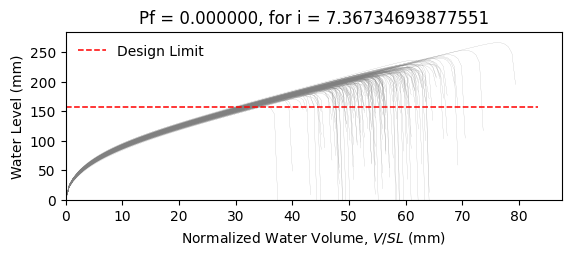 Pf = 0.000000, for i = 7.36734693877551
Design Limit
Water Level (mm)
250
200
150
100
50
0
0 10 20 30 40 50 60 70 80
Normalized Water Volume, V/SL (mm)